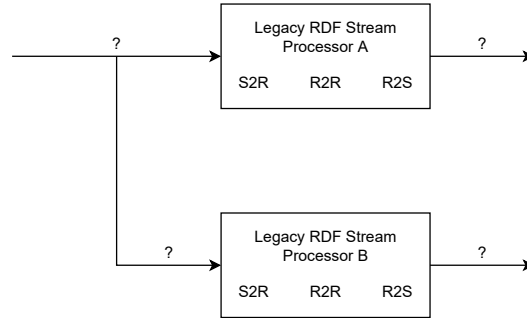 ?
Legacy RDF Stream
Processor A
S2R R2R R2S
?
?
Legacy RDF Stream
Processor B
S2R R2R R2S
?